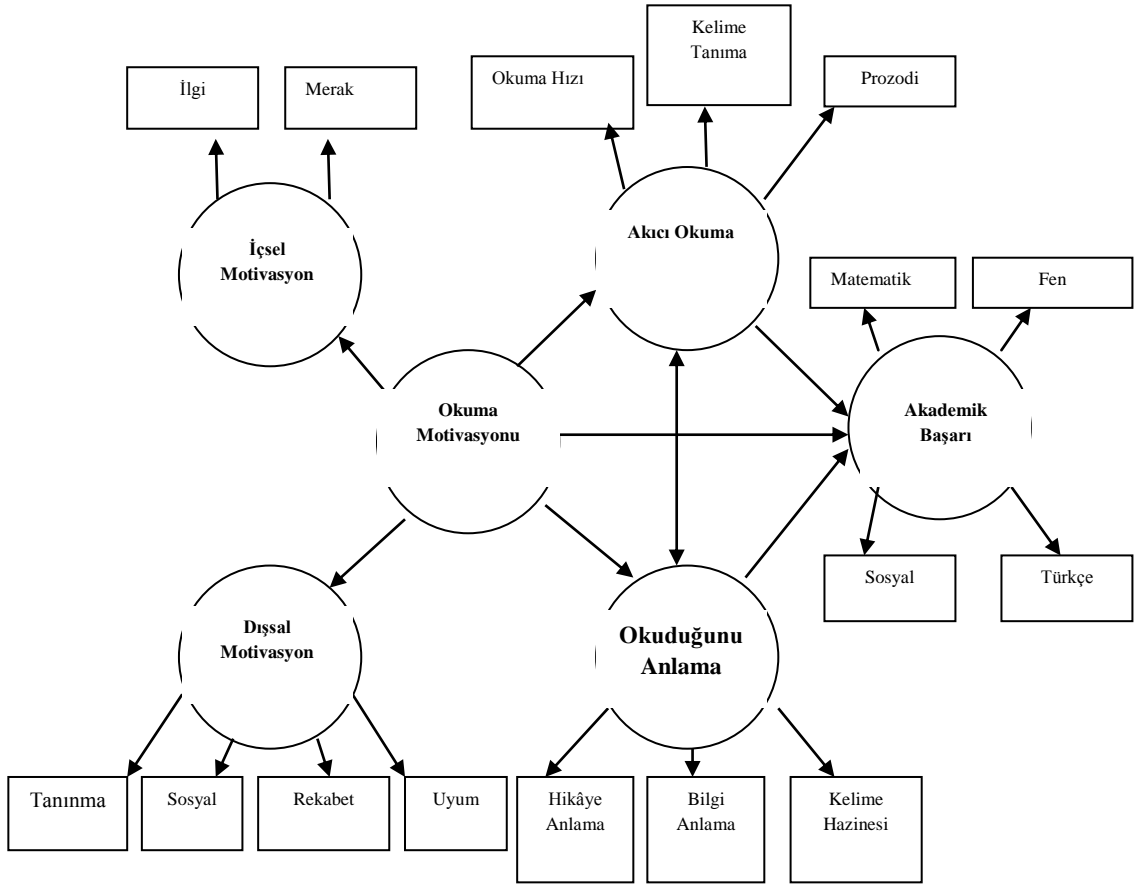 Kelime
Tanıma
Okuma Hızı
Prozodi
İlgi
Merak
Akıcı Okuma
İçsel
Motivasyon
Matematik
Fen
Okuma
Motivasyonu
Akademik
Başarı
Sosyal
Türkçe
Dışsal
Motivasyon
Okuduğunu
Anlama
Tanınma
Sosyal
Rekabet
Uyum
Hikâye
Anlama
Bilgi
Anlama
Kelime
Hazinesi